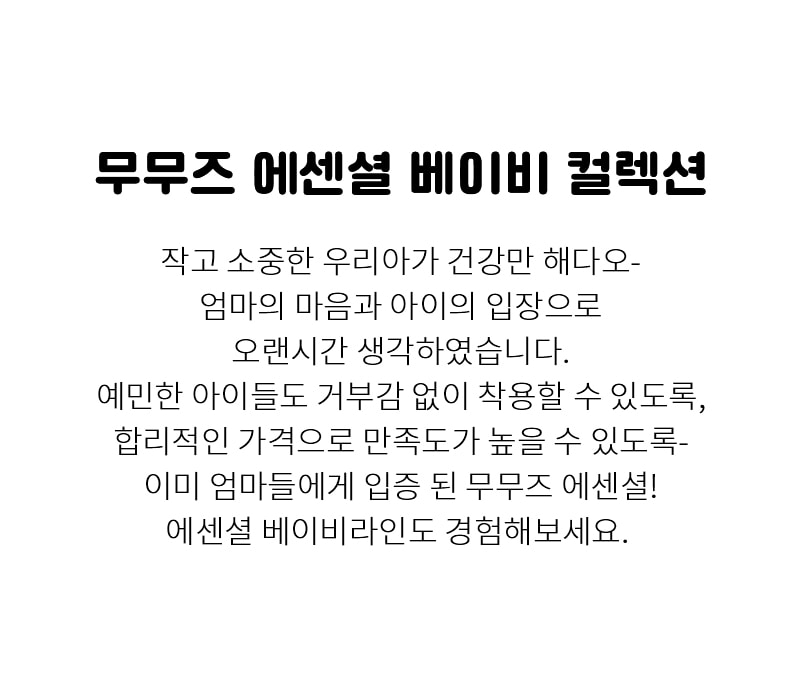 무무즈 에센셜 베이비 컬렉션
작고 소중한 우리아가 건강만 해다오-
엄마의 마음과 아이의 입장으로
오랜시간 생각하였습니다.
예민한 아이들도 거부감 없이 착용할 수 있도록,
합리적인 가격으로 만족도가 높을 수 있도록-
이미 엄마들에게 입증 된 무무즈 에센셜!
에센셜 베이비라인도 경험해보세요.